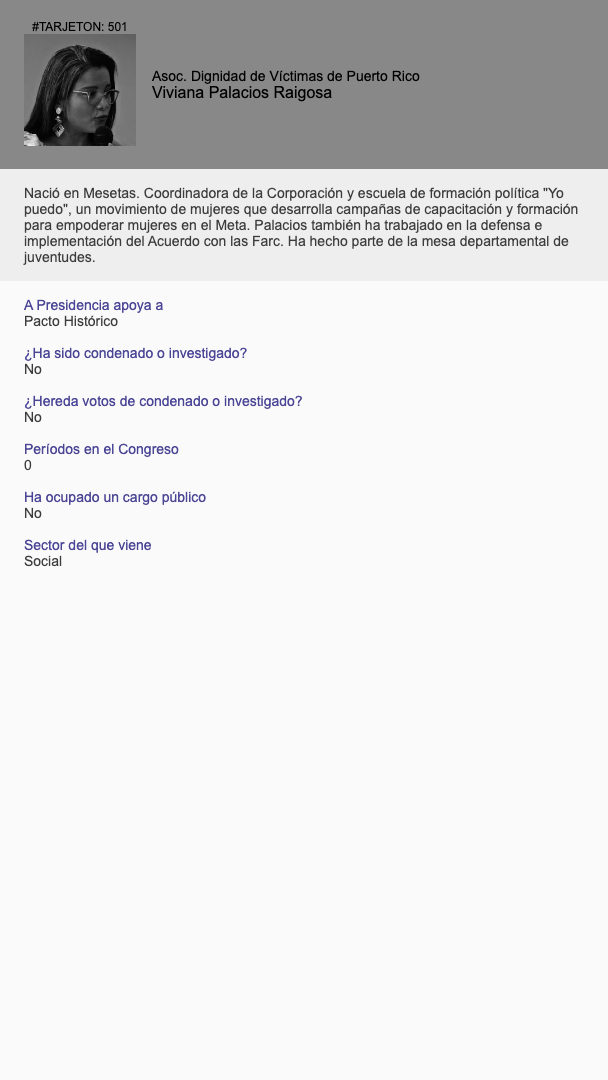 #TARJETON: 501
Asoc. Dignidad de Víctimas de Puerto Rico
Viviana Palacios Raigosa
Nació en Mesetas. Coordinadora de la Corporación y escuela de formación política "Yo
puedo", un movimiento de mujeres que desarrolla campañas de capacitación y formación
para empoderar mujeres en el Meta. Palacios también ha trabajado en la defensa e
implementación del Acuerdo con las Farc. Ha hecho parte de la mesa departamental de
juventudes.
A Presidencia apoya a
Pacto Histórico
¿Ha sido condenado o investigado?
No
¿Hereda votos de condenado o investigado?
No
Períodos en el Congreso
0
Ha ocupado un cargo público
No
Sector del que viene
Social